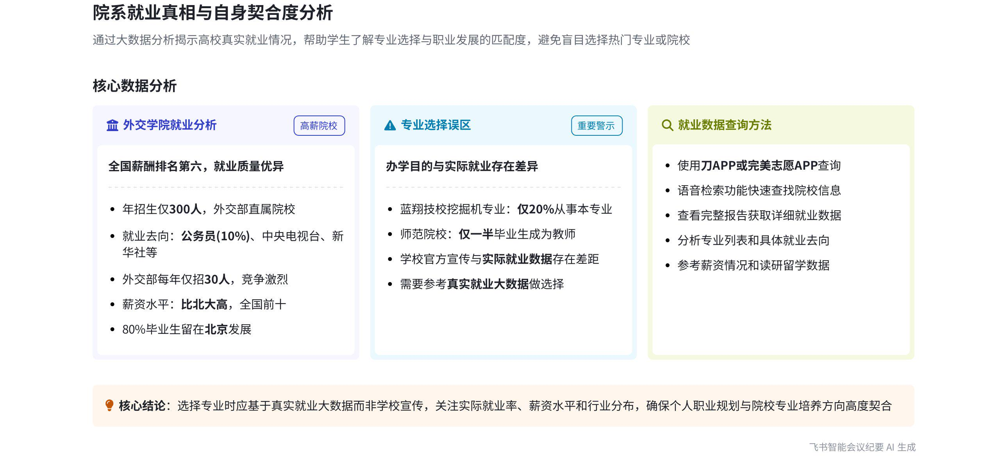 院系就业真相与自身契合度分析
通过大数据分析揭示高校真实就业情况，帮助学生了解专业选择与职业发展的匹配度，避免盲目选择热门专业或院校
核心数据分析
外交学院就业分析
高薪院校
全国薪酬排名第六，就业质量优异
年招生仅300人，外交部直属院校
就业去向：公务员(10%)、中央电视台、新
华社等
外交部每年仅招30人，竞争激烈
薪资水平：比北大高，全国前十
80%毕业生留在北京发展
专业选择误区
重要警示
办学目的与实际就业存在差异
蓝翔技校挖掘机专业：仅20%从事本专业
师范院校：仅一半毕业生成为教师
学校官方宣传与实际就业数据存在差距
需要参考真实就业大数据做选择
就业数据查询方法
使用刀APP或完美志愿APP查询
语音检索功能快速查找院校信息
查看完整报告获取详细就业数据
分析专业列表和具体就业去向
参考薪资情况和读研留学数据
核心结论：选择专业时应基于真实就业大数据而非学校宣传，关注实际就业率、薪资水平和行业分布，确保个人职业规划与院校专业培养方向高度契合
飞书智能会议纪要 AI 生成